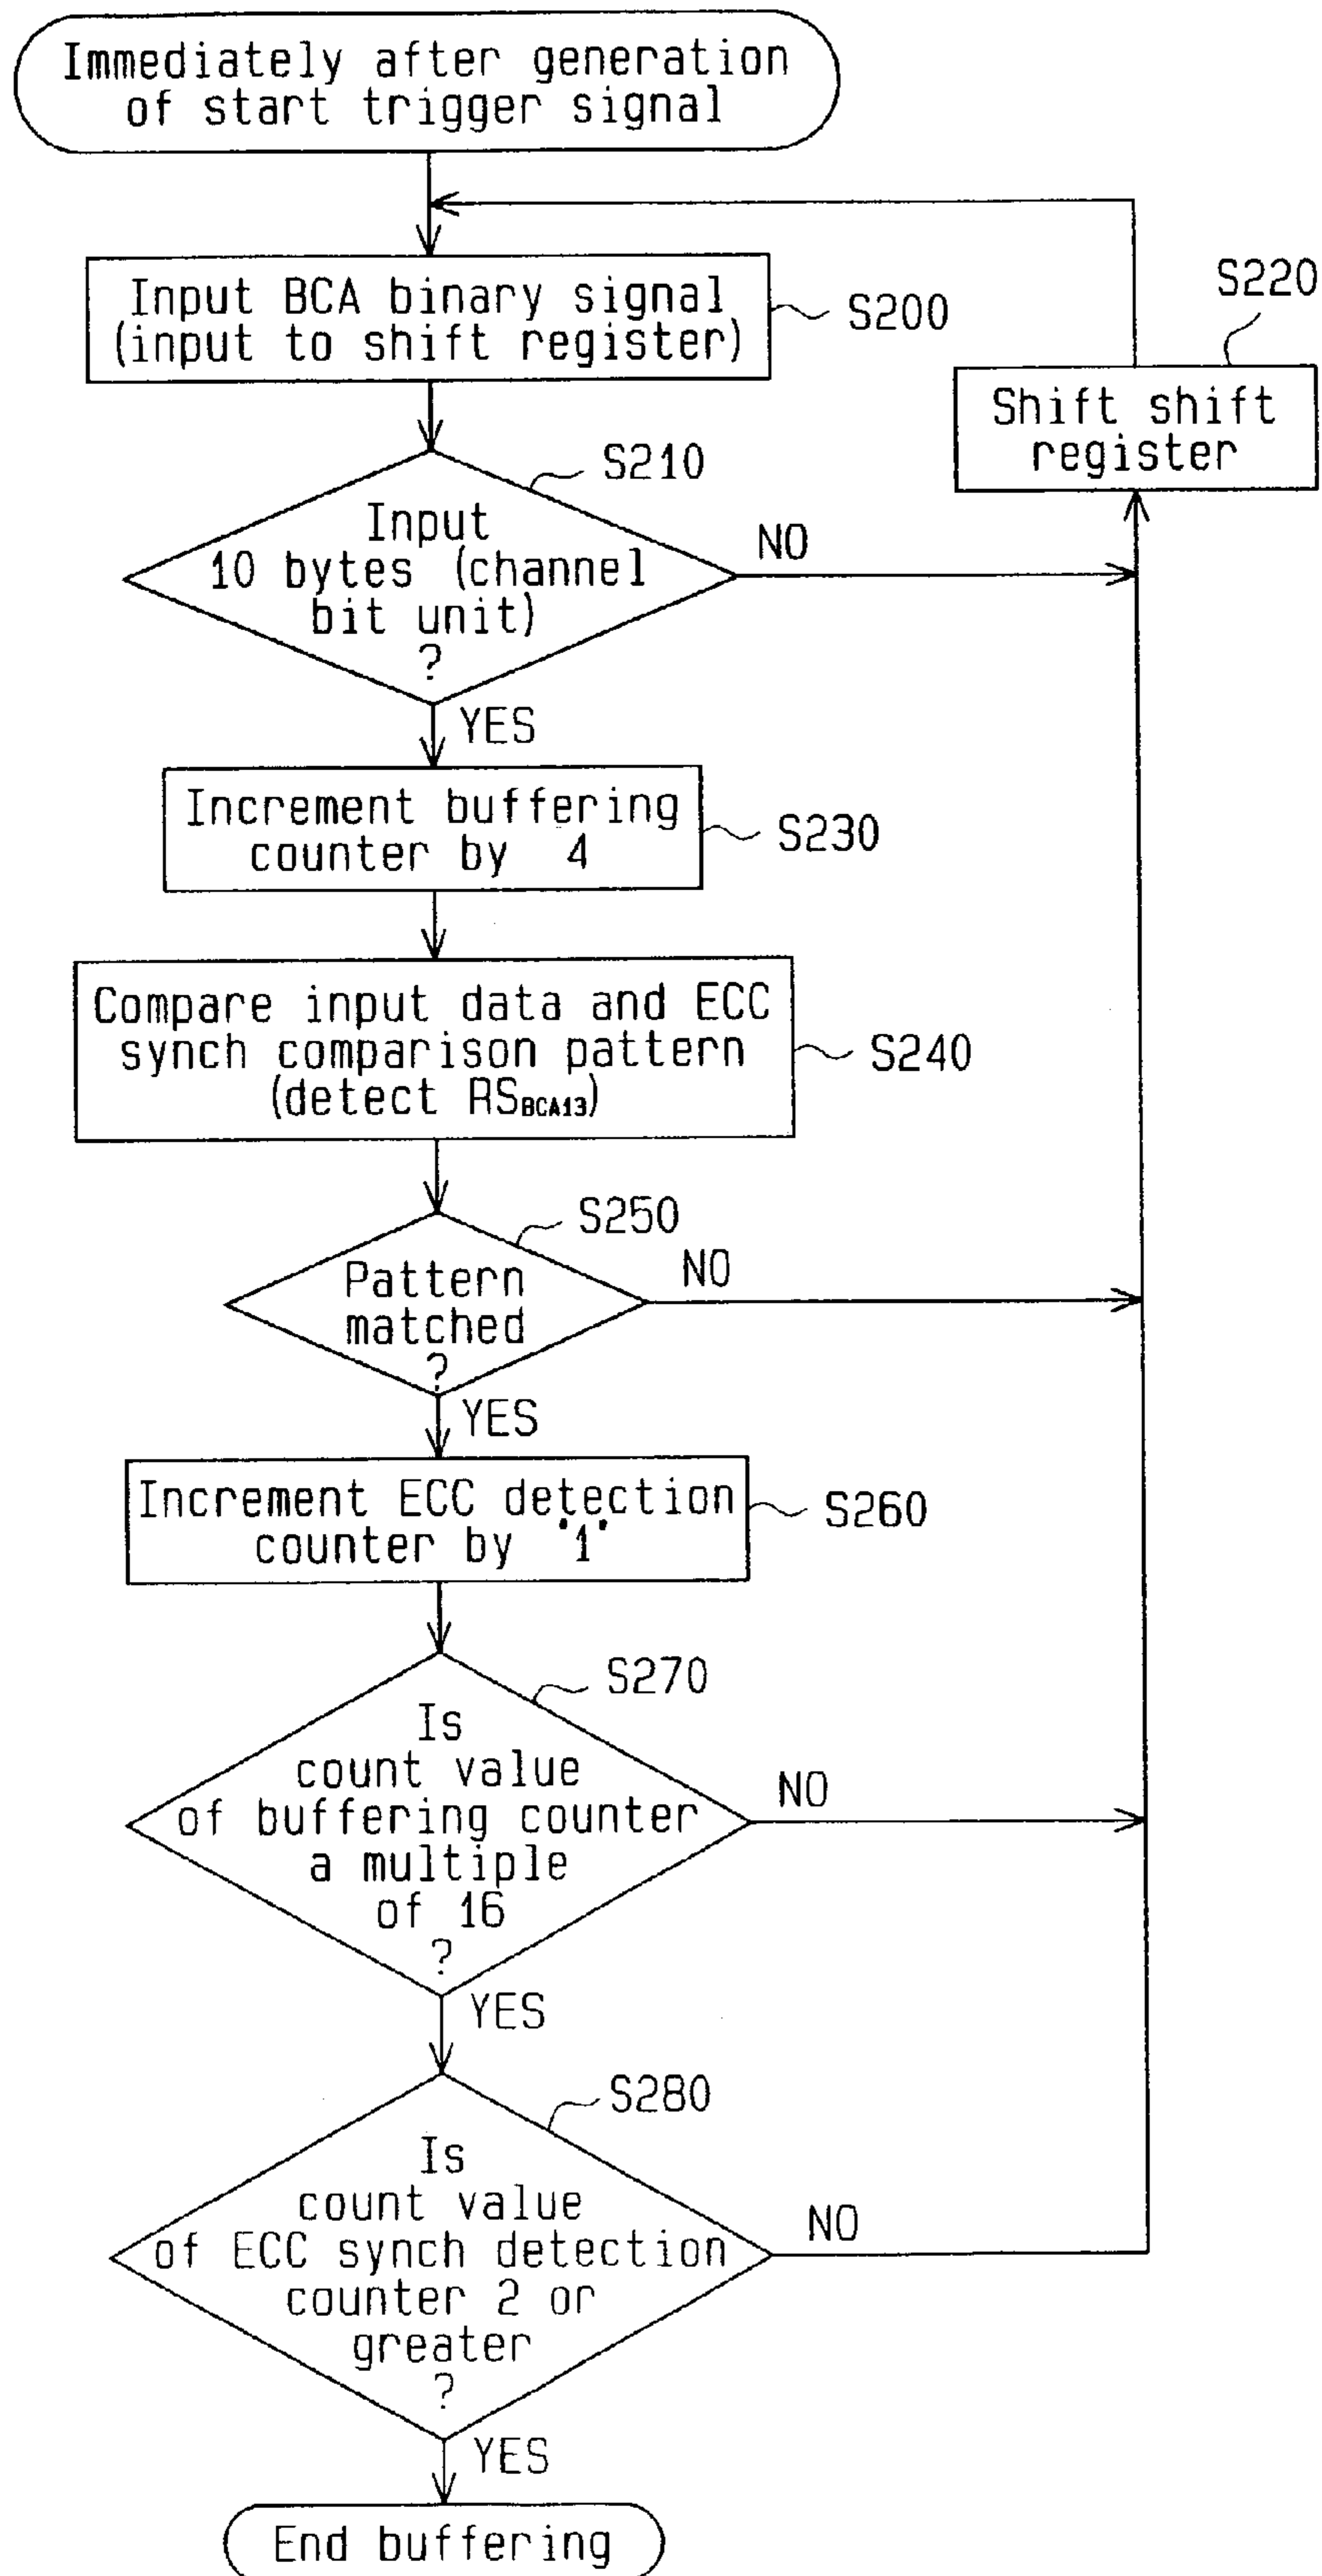 Immediately after generation
of start trigger signal
Input BCA binary signal
(input to shift register)
S200
S220
Shift shift
register
S210
Input
10 bytes (channel
bit unit)
?
NO
YES
Increment buffering
counter by 4
S230
Compare input data and ECC
synch comparison pattern
(detect RSBCA13)
S240
S250
Pattern
matched
?
NO
YES
Increment ECC detection
counter by "1"
S260
S270
Is
count value
of buffering counter
a multiple
of 16
?
NO
YES
S280
Is
count value
of ECC synch detection
counter 2 or
greater
?
NO
YES
End buffering